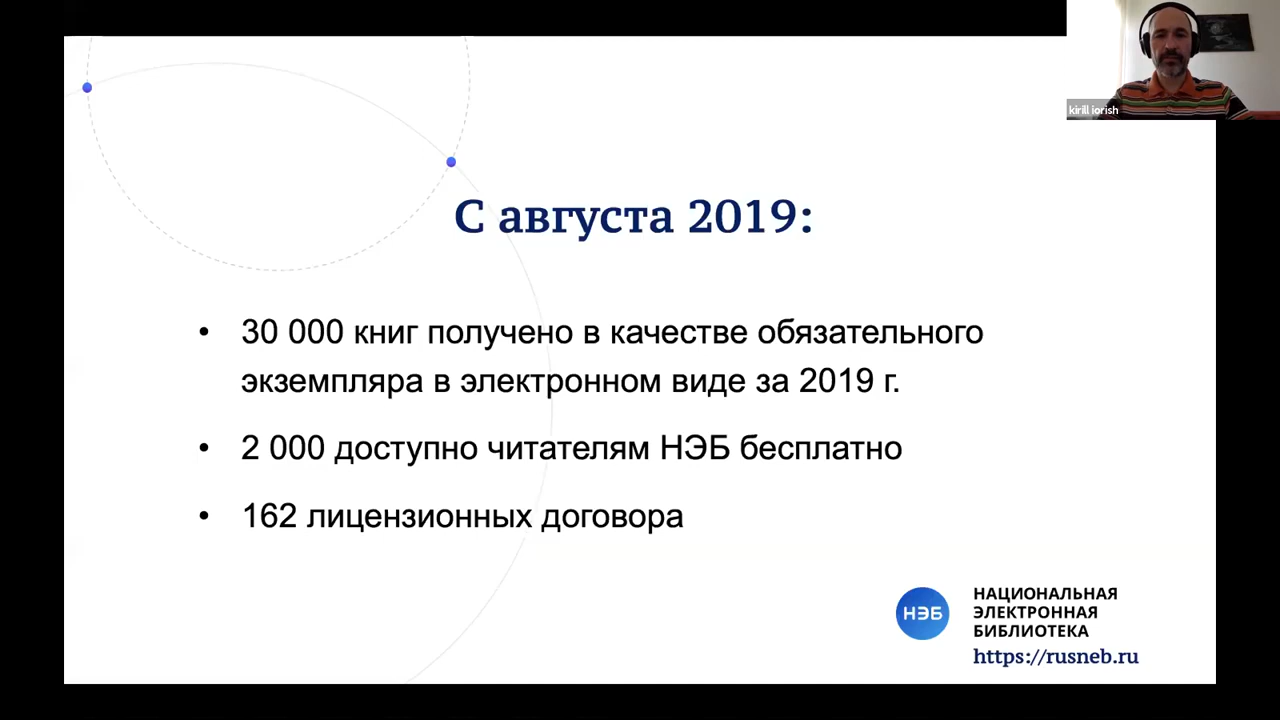 kirill iorish
С августа 2019:
• 30 000 книг получено в качестве обязательного
экземпляра в электронном виде за 2019 г.
• 2 000 доступно читателям НЭБ бесплатно
• 162 лицензионных договора
НЭБ
НАЦИОНАЛЬНАЯ
ЭЛЕКТРОННАЯ
БИБЛИОТЕКА
https://rusneb.ru